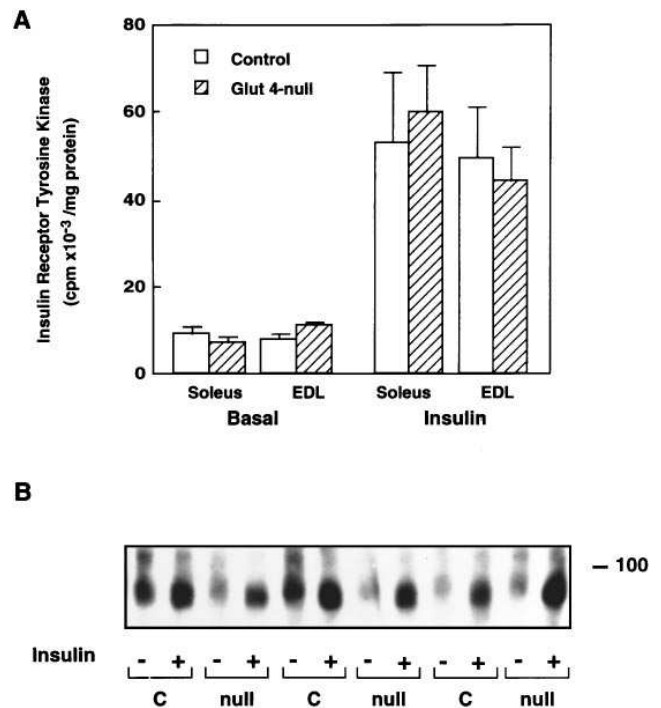 A
Insulin Receptor Tyrosine Kinase
(cpm x10⁻³ /mg protein)
80
60
40
20
0
Control
Glut 4-null
Soleus EDL Soleus EDL
Basal Insulin
B
– 100
Insulin - + - + - + - + - + - +
C null C null C null